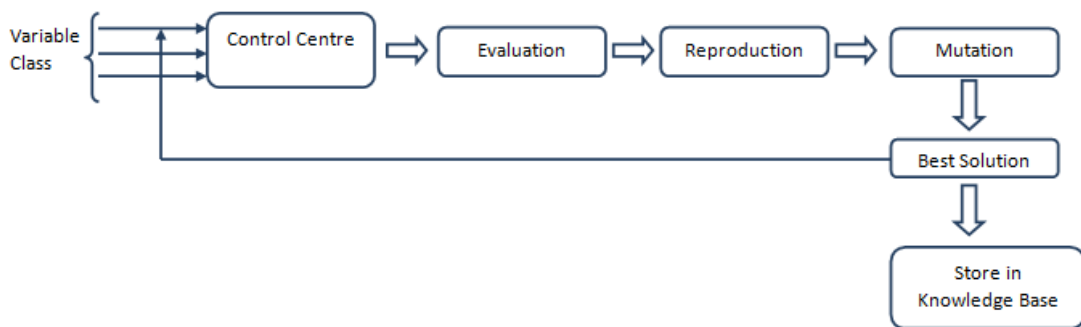 Variable
Class
Control Centre
Evaluation
Reproduction
Mutation
Best Solution
Store in
Knowledge Base